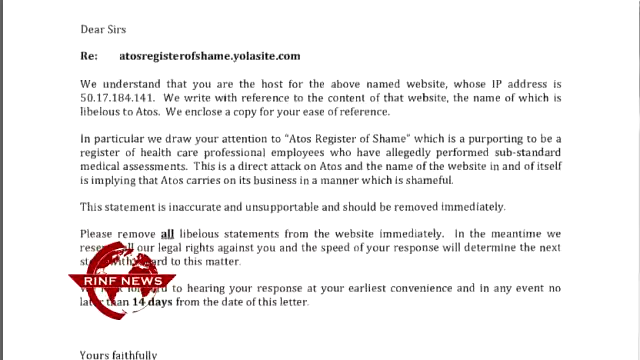 Dear Sirs
Re: atosregisterofshame.yolasite.com
We understand that you are the host for the above named website, whose IP address is
50.17.184.141. We write with reference to the content of that website, the name of which is
libelous to Atos. We enclose a copy for your ease of reference.
In particular we draw your attention to “Atos Register of Shame” which is a purporting to be a
register of health care professional employees who have allegedly performed sub-standard
medical assessments. This is a direct attack on Atos and the name of the website in and of itself
is implying that Atos carries on its business in a manner which is shameful.
This statement is inaccurate and unsupportable and should be removed immediately.
Please remove all libelous statements from the website immediately. In the meantime we
our legal rights against you and the speed of your response will determine the next
to this matter.
RINF NEWS
to hearing your response at your earliest convenience and in any event no
than 14 days from the date of this letter.
Yours faithfully